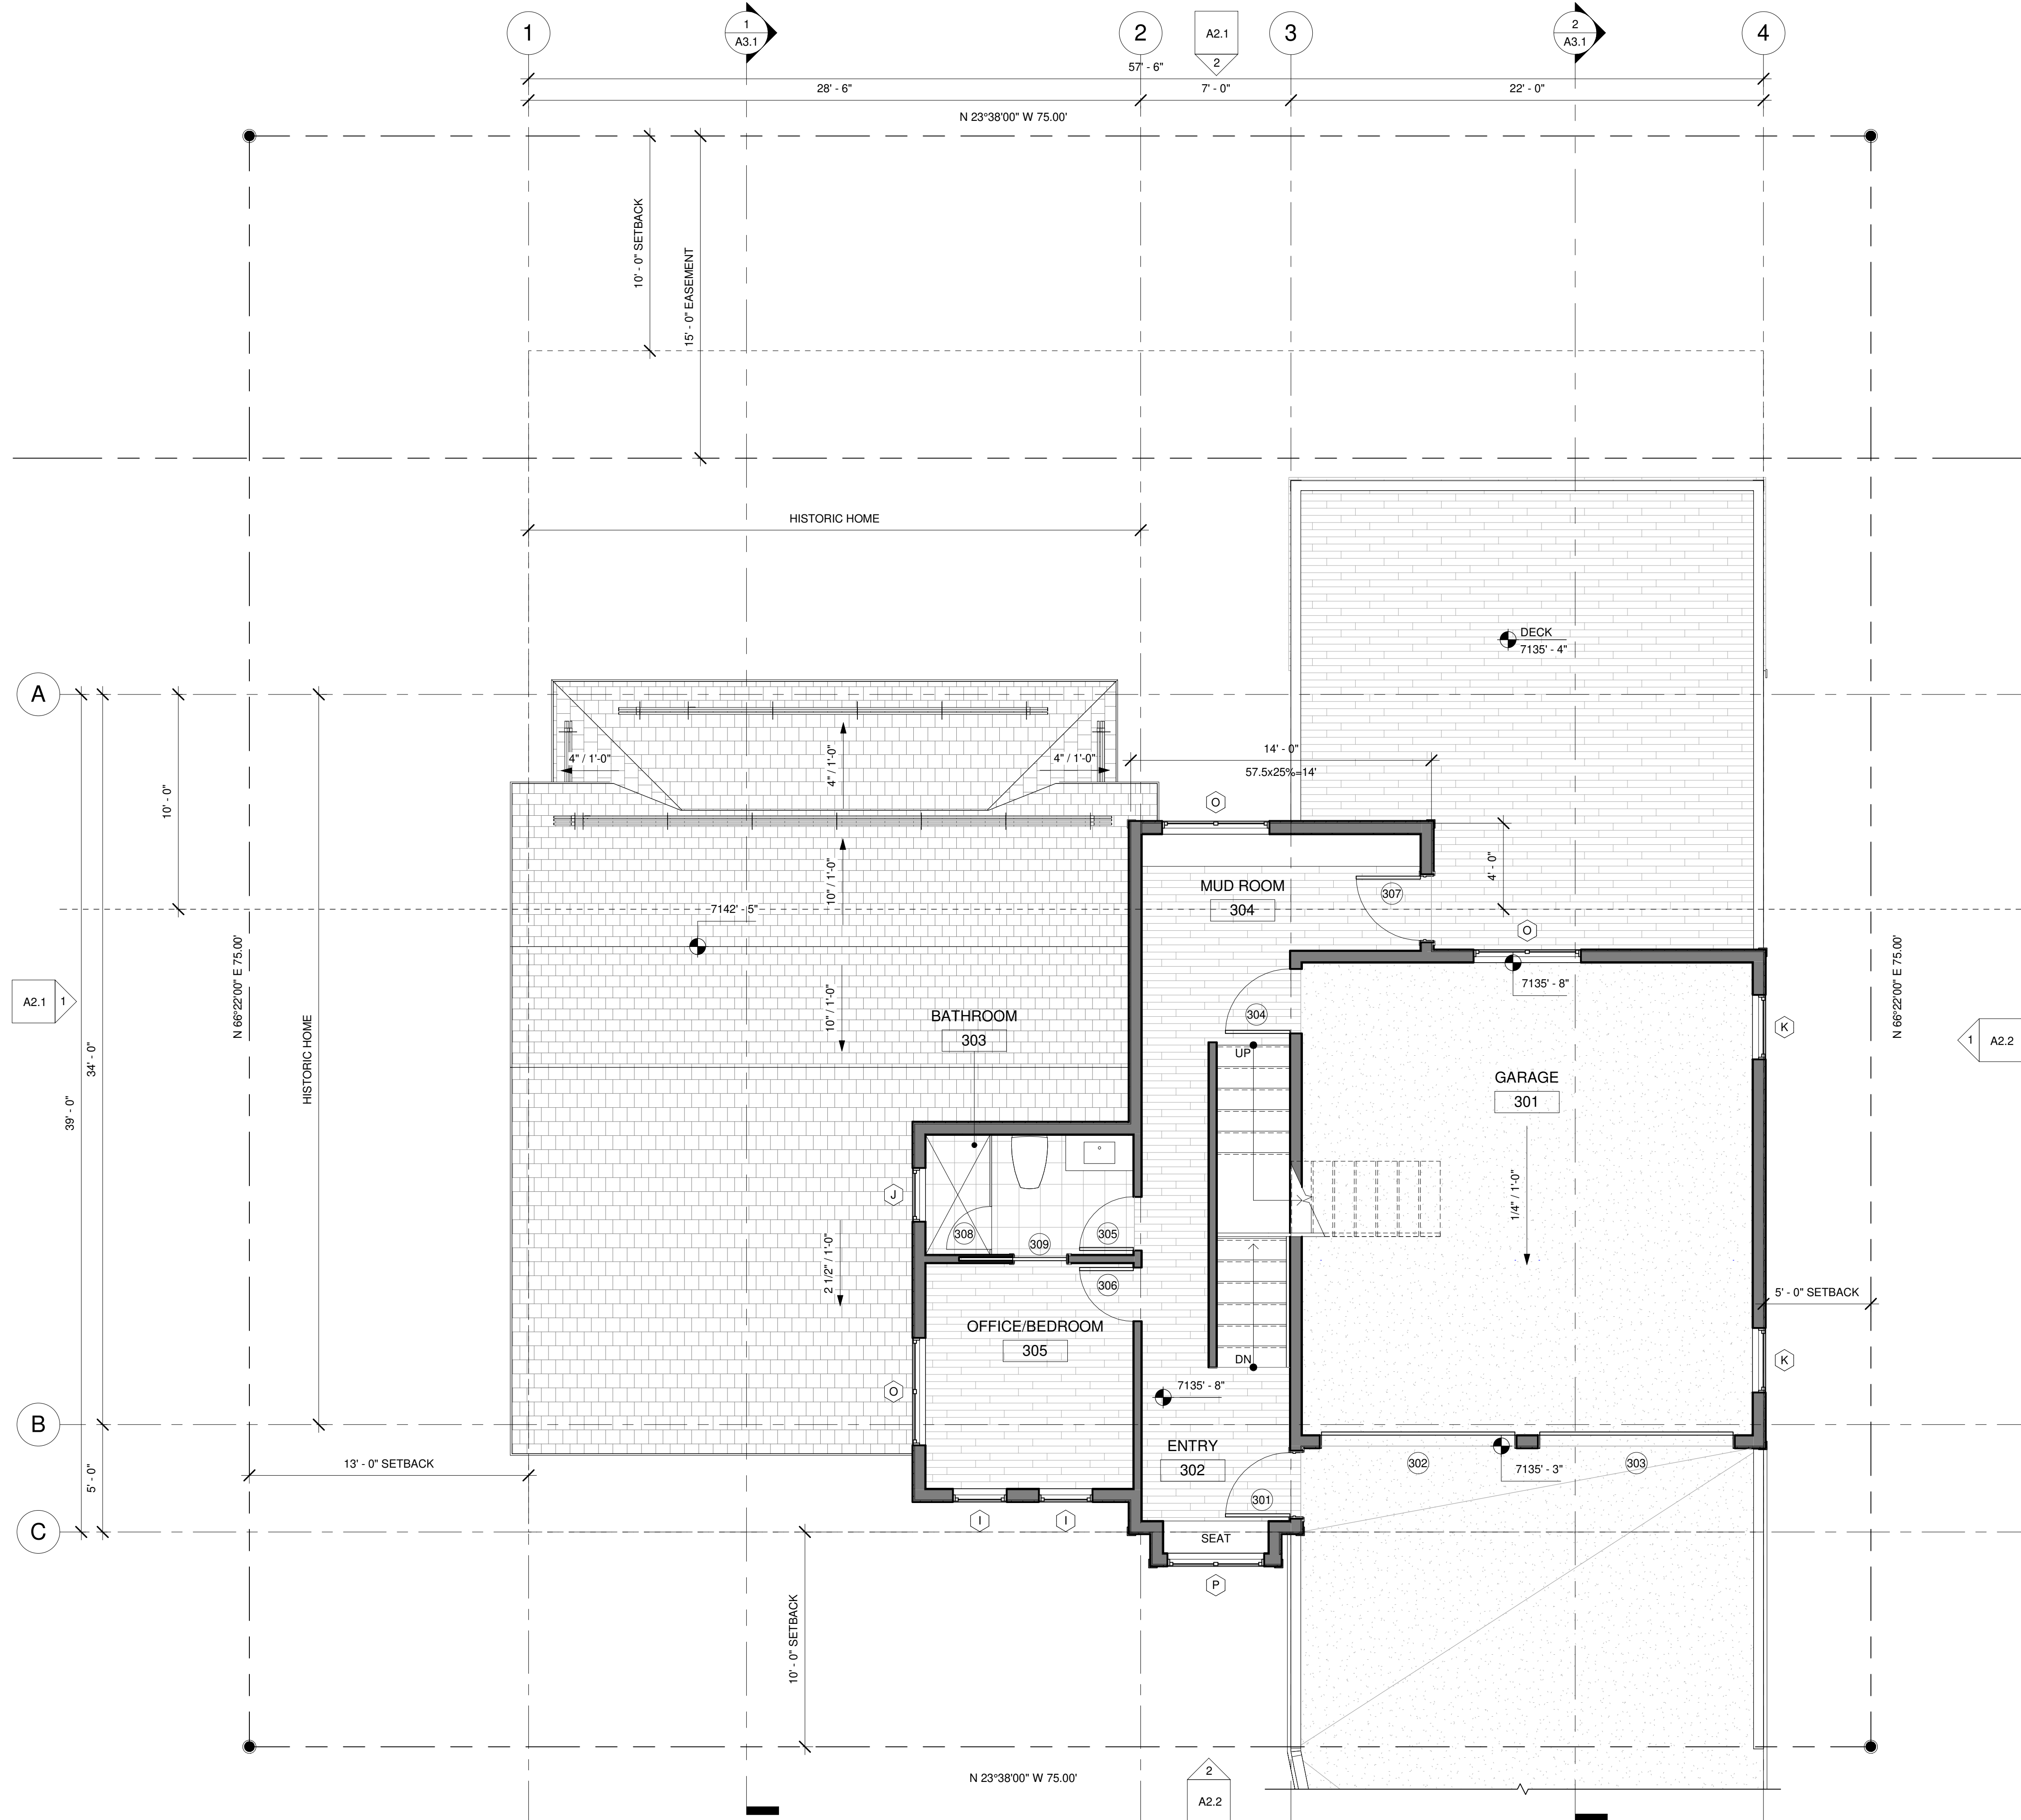 1
1
A3.1
2
A2.1
2
3
2
A3.1
4
57' - 6"
28' - 6"
7' - 0"
22' - 0"
N 23°38'00" W 75.00'
10' - 0" SETBACK
15' - 0" EASEMENT
HISTORIC HOME
DECK
7135' - 4"
A
14' - 0"
57.5x25%=14'
4" / 1'-0"
4" / 1'-0"
4" / 1'-0"
10' - 0"
O
10" / 1'-0"
4' - 0"
MUD ROOM
304
307
7142' - 5"
O
N 66°22'00" E 75.00'
N 66°22'00" E 75.00'
7135' - 8"
A2.1
1
10" / 1'-0"
BATHROOM
303
304
K
1
A2.2
UP
HISTORIC HOME
34' - 0"
39' - 0"
GARAGE
301
J
1/4" / 1'-0"
308
309
305
2 1/2" / 1'-0"
306
5' - 0" SETBACK
OFFICE/BEDROOM
305
DN
K
O
7135' - 8"
B
ENTRY
302
13' - 0" SETBACK
302
7135' - 3"
303
5' - 0"
301
I
I
C
SEAT
P
10' - 0" SETBACK
N 23°38'00" W 75.00'
2
A2.2